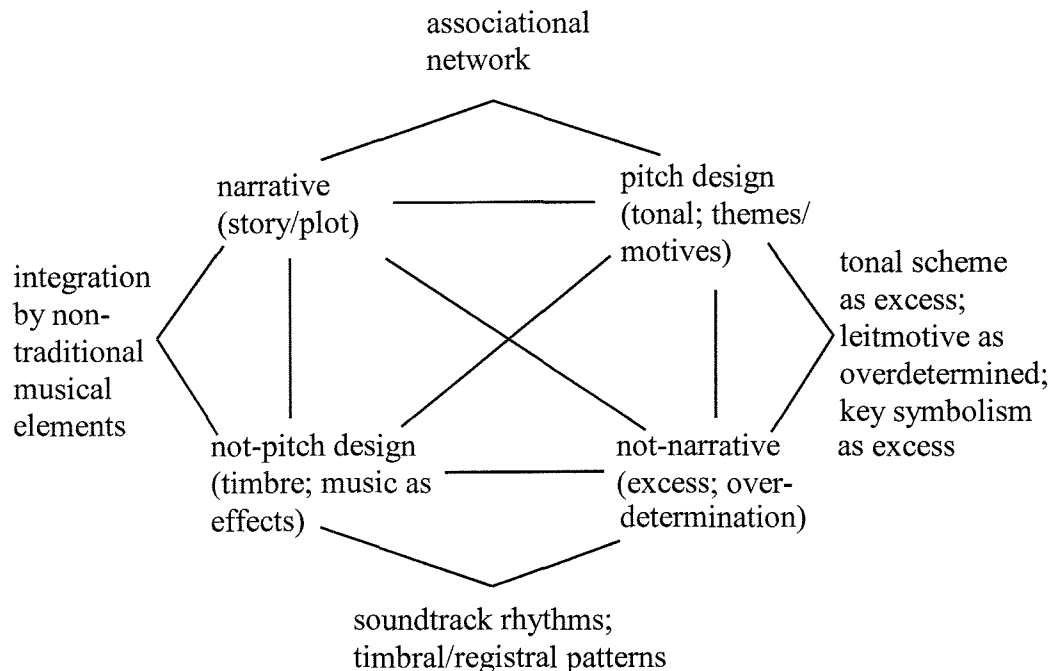 associational
network
narrative
(story/plot)
pitch design
(tonal; themes/
motives)
integration
by non-
traditional
musical
elements
tonal scheme
as excess;
leitmotive as
overdetermined;
key symbolism
as excess
not-pitch design
(timbre; music as
effects)
not-narrative
(excess; over-
determination)
soundtrack rhythms;
timbral/registral patterns